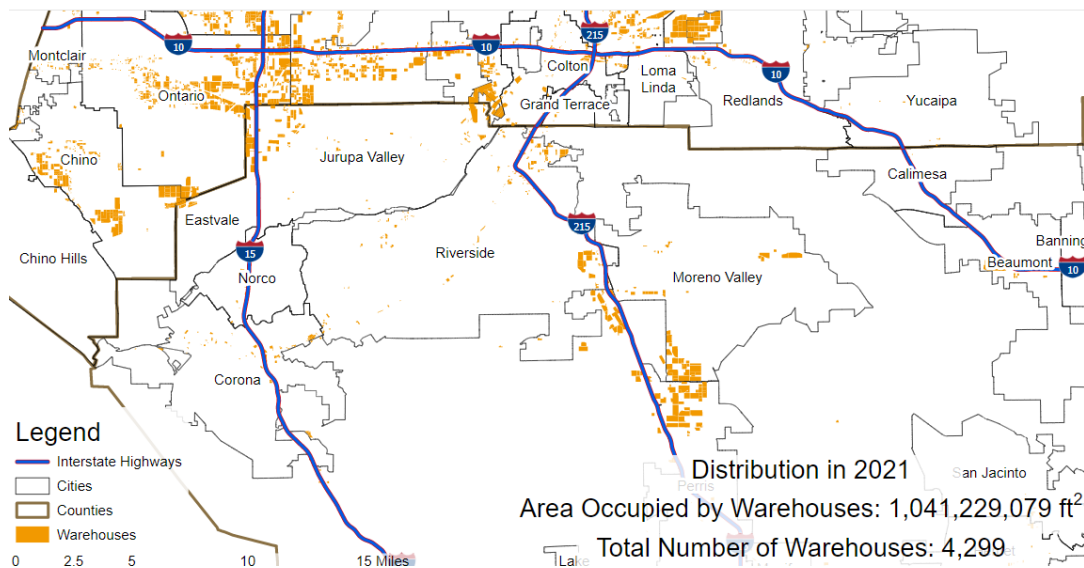 10
10
215
Montclair
Colton
Loma
Linda
10
Ontario
Grand Terrace
Redlands
Yucaipa
Chino
Jurupa Valley
Calimesa
Eastvale
215
Banning
Chino Hills
15
Riverside
Beaumont
10
Norco
Moreno Valley
Corona
Legend
Interstate Highways
Cities
Counties
Warehouses
0 2.5 5 10 15 Miles
Distribution in 2021
San Jacinto
Perris
Area Occupied by Warehouses: 1,041,229,079 ft2
Total Number of Warehouses: 4,299
Lake